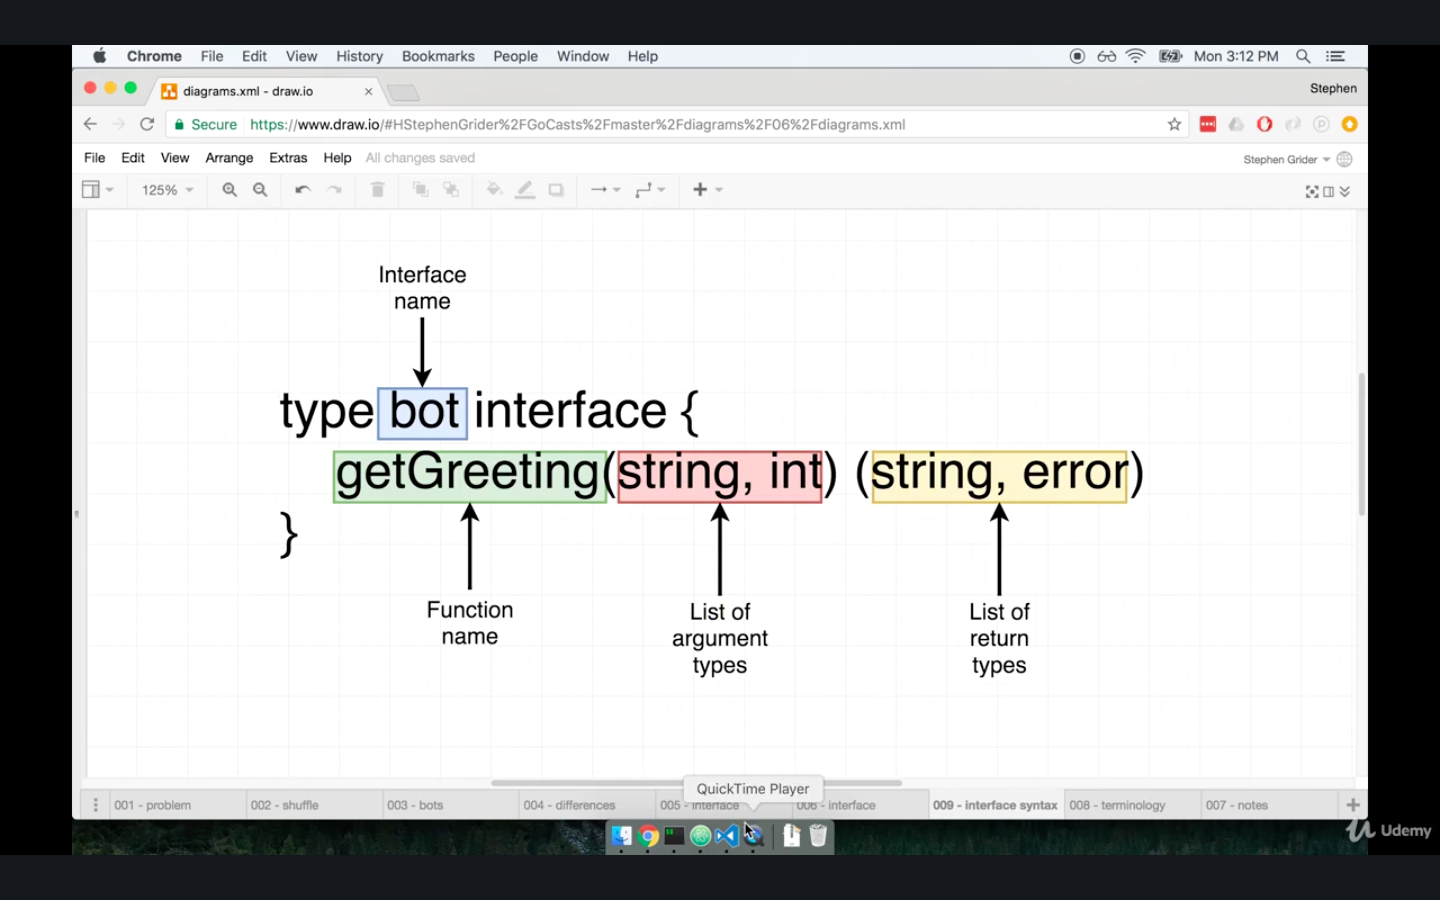 Chrome File Edit View History Bookmarks People Window Help Mon 3:12 PM
diagrams.xml - draw.io Stephen
Secure https://www.draw.io/#HStephenGrider%2FGoCasts%2Fmaster%2Fdiagrams%2F06%2Fdiagrams.xml
File Edit View Arrange Extras Help All changes saved Stephen Grider
125%
Interface
name
type bot interface {
getGreeting(string, int) (string, error)
}
Function
name
List of
argument
types
List of
return
types
QuickTime Player
001 - problem 002 - shuffle 003 - bots 004 - differences 005 - interface 006 - interface 009 - interface syntax 008 - terminology 007 - notes
Udemy